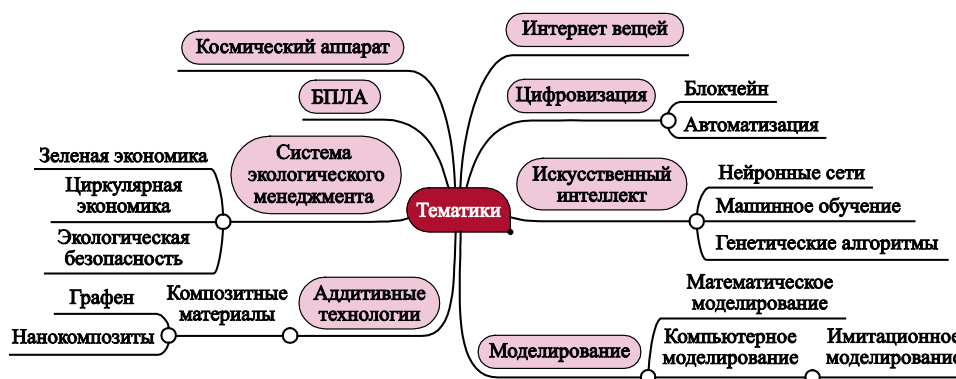 Космический аппарат
БПЛА
Система
экологического
менеджмента
Зеленая экономика
Циркулярная
экономика
Экологическая
безопасность
Аддитивные
технологии
Композитные
материалы
Графен
Нанокомпозиты
Тематики
Интернет вещей
Цифровизация
Блокчейн
Автоматизация
Искусственный
интеллект
Нейронные сети
Машинное обучение
Генетические алгоритмы
Моделирование
Математическое
моделирование
Компьютерное
моделирование
Имитационное
моделирование